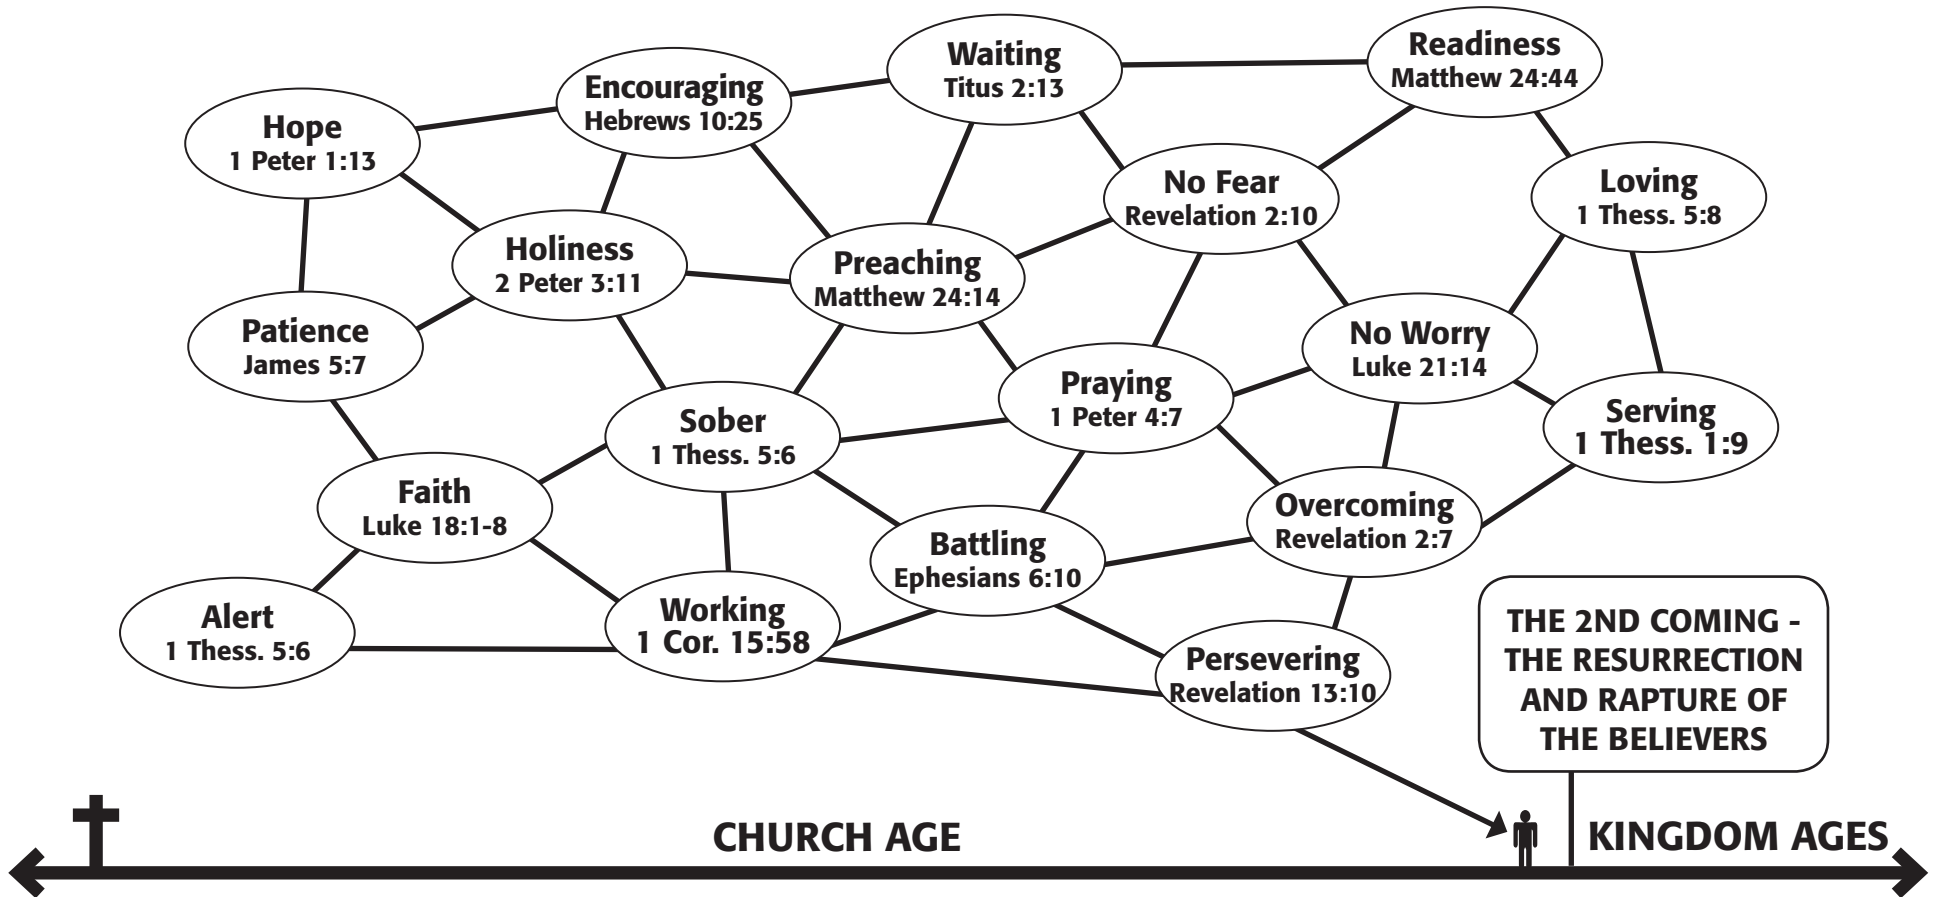 Waiting
Titus 2:13
Readiness
Matthew 24:44
Encouraging
Hebrews 10:25
Hope
1 Peter 1:13
No Fear
Revelation 2:10
Loving
1 Thess. 5:8
Holiness
2 Peter 3:11
Preaching
Matthew 24:14
Patience
James 5:7
No Worry
Luke 21:14
Praying
1 Peter 4:7
Sober
1 Thess. 5:6
Serving
1 Thess. 1:9
Faith
Luke 18:1-8
Overcoming
Revelation 2:7
Battling
Ephesians 6:10
Alert
1 Thess. 5:6
Working
1 Cor. 15:58
Persevering
Revelation 13:10
THE 2ND COMING -
THE RESURRECTION
AND RAPTURE OF
THE BELIEVERS
CHURCH AGE
KINGDOM AGES